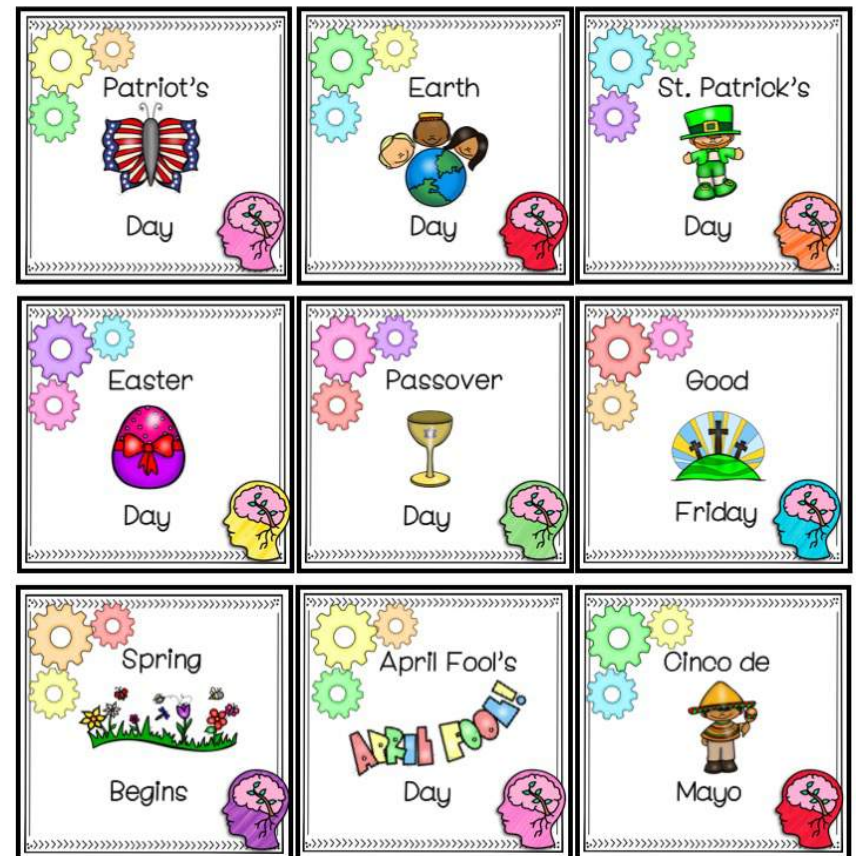 Patriot's
Day
Earth
Day
St. Patrick's
Day
Easter
Day
Passover
Day
Good
Friday
Spring
Begins
April Fool's
APRIL FOOL!
Day
Cinco de
Mayo